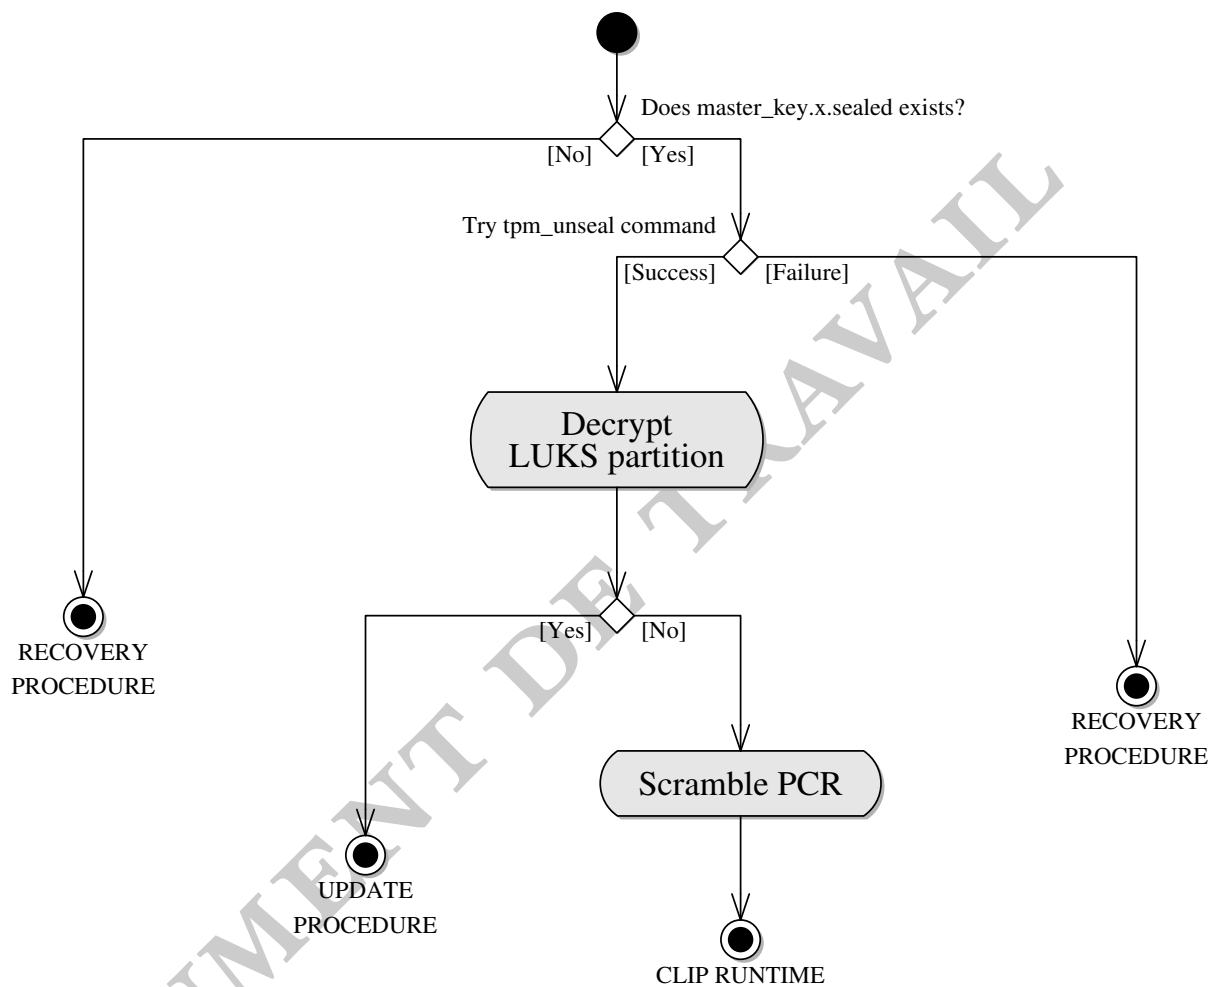 Does master_key.x.sealed exists?
[No]
[Yes]
Try tpm_unseal command
[Success]
[Failure]
Decrypt
LUKS partition
[Yes]
[No]
RECOVERY
PROCEDURE
RECOVERY
PROCEDURE
Scramble PCR
UPDATE
PROCEDURE
CLIP RUNTIME
DE TRAVAIL